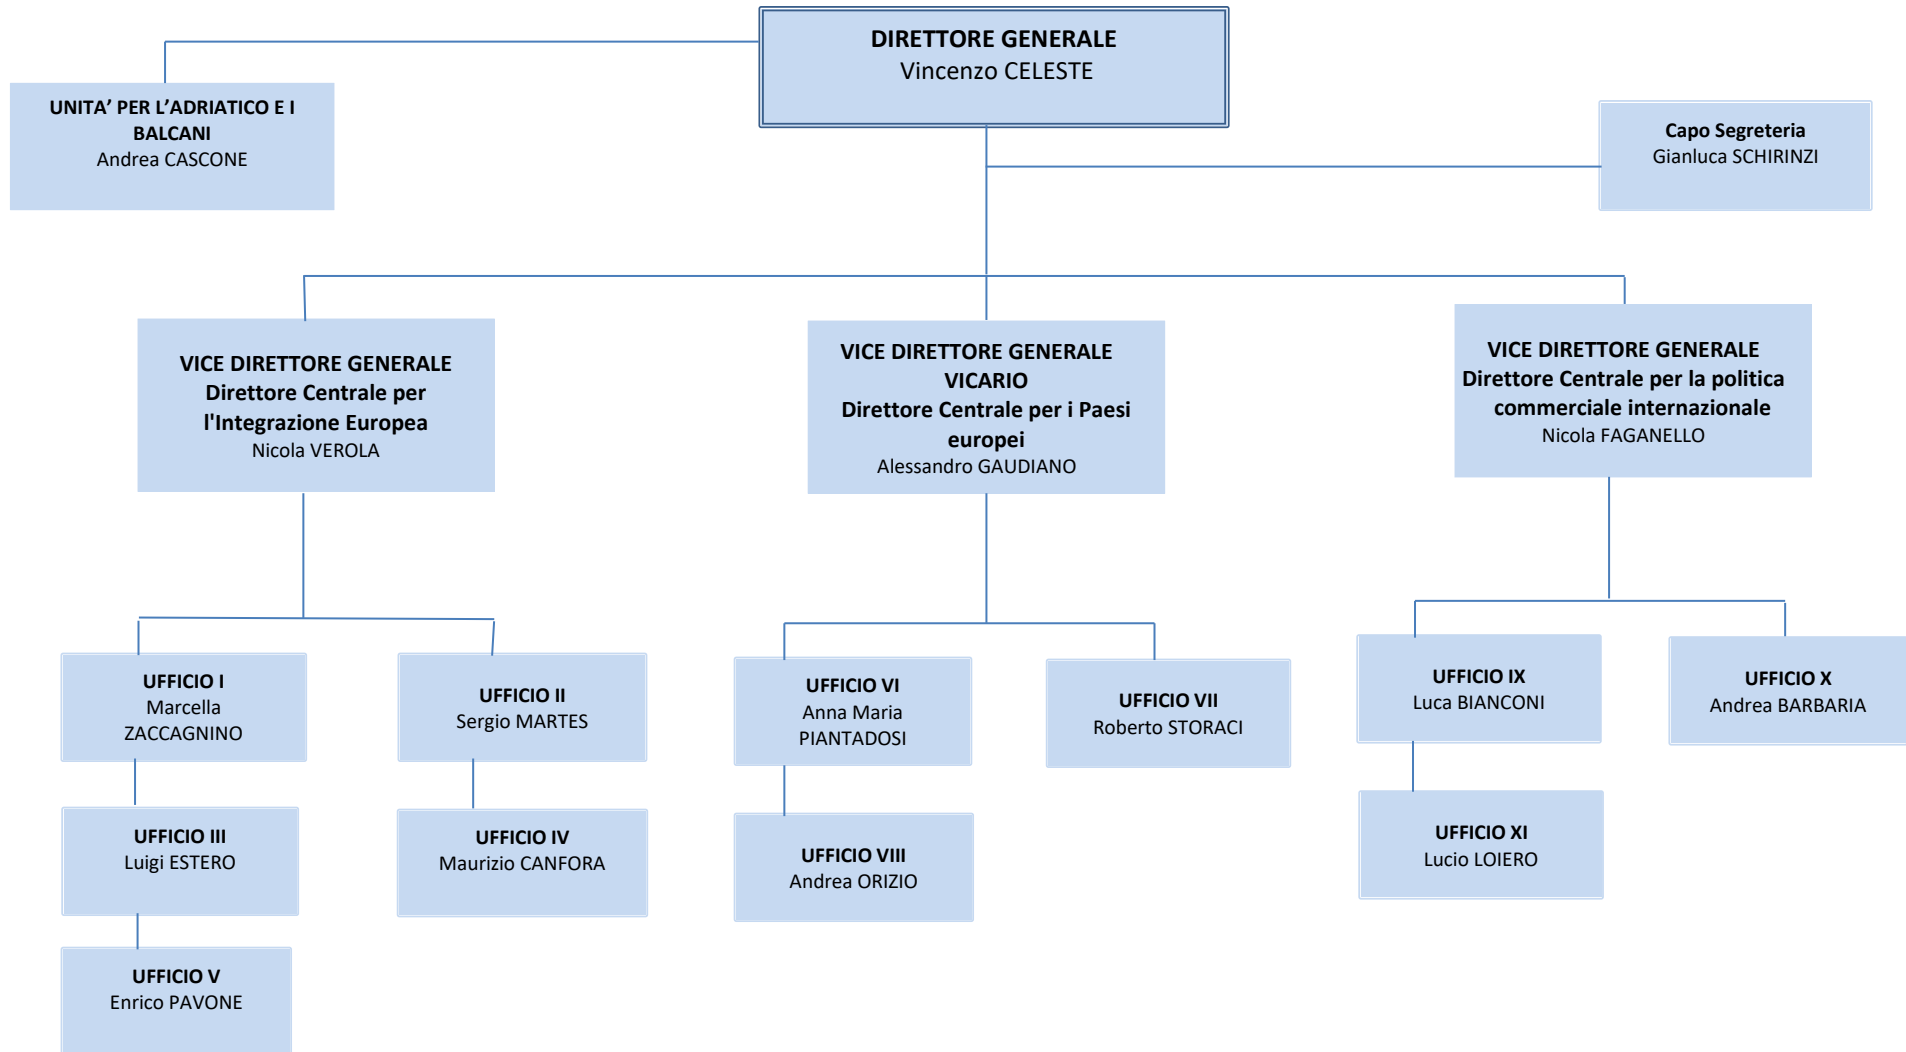 DIRETTORE GENERALE
Vincenzo CELESTE
UNITA’ PER L’ADRIATICO E I
BALCANI
Andrea CASCONE
Capo Segreteria
Gianluca SCHIRINZI
VICE DIRETTORE GENERALE
Direttore Centrale per
l'Integrazione Europea
Nicola VEROLA
VICE DIRETTORE GENERALE
VICARIO
Direttore Centrale per i Paesi
europei
Alessandro GAUDIANO
VICE DIRETTORE GENERALE
Direttore Centrale per la politica
commerciale internazionale
Nicola FAGANELLO
UFFICIO I
Marcella
ZACCAGNINO
UFFICIO II
Sergio MARTES
UFFICIO VI
Anna Maria
PIANTADOSI
UFFICIO VII
Roberto STORACI
UFFICIO IX
Luca BIANCONI
UFFICIO X
Andrea BARBARIA
UFFICIO III
Luigi ESTERO
UFFICIO IV
Maurizio CANFORA
UFFICIO VIII
Andrea ORIZIO
UFFICIO XI
Lucio LOIERO
UFFICIO V
Enrico PAVONE